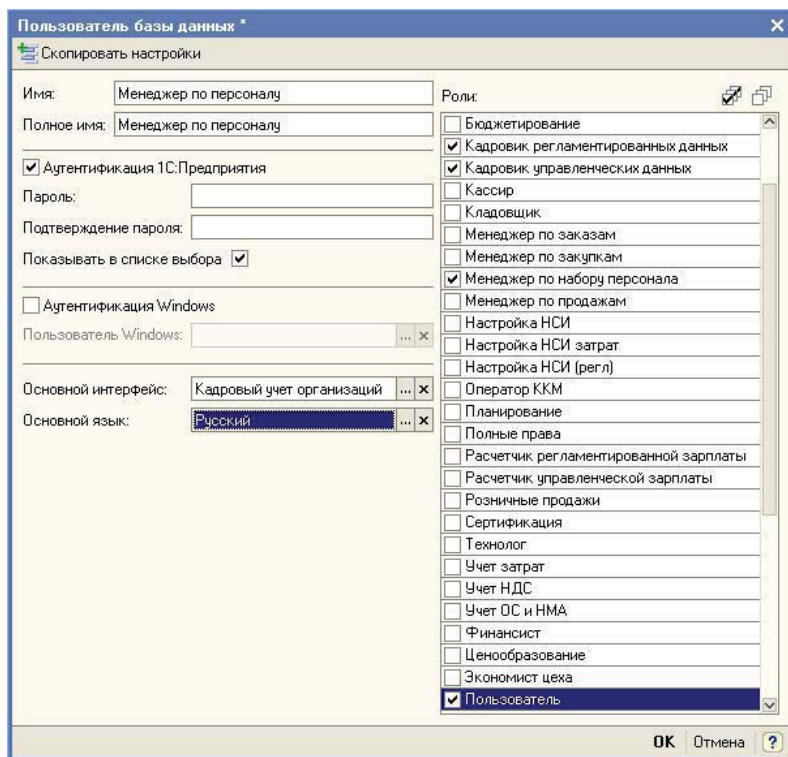 Пользователь базы данных *
Скопировать настройки
Имя: Менеджер по персоналу
Полное имя: Менеджер по персоналу
Аутентификация 1С:Предприятия
Пароль:
Подтверждение пароля:
Показывать в списке выбора
Аутентификация Windows
Пользователь Windows: ...
Основной интерфейс: Кадровый учет организаций ...
Основной язык: Русский ...
Роли:
Бюджетирование
Кадровик регламентированных данных
Кадровик управленческих данных
Кассир
Кладовщик
Менеджер по заказам
Менеджер по закупкам
Менеджер по набору персонала
Менеджер по продажам
Настройка НСИ
Настройка НСИ затрат
Настройка НСИ (регл)
Оператор ККМ
Планирование
Полные права
Расчетчик регламентированной зарплаты
Расчетчик управленческой зарплаты
Розничные продажи
Сертификация
Технолог
Учет затрат
Учет НДС
Учет ОС и НМА
Финансист
Ценообразование
Экономист цеха
Пользователь
OK Отмена ?